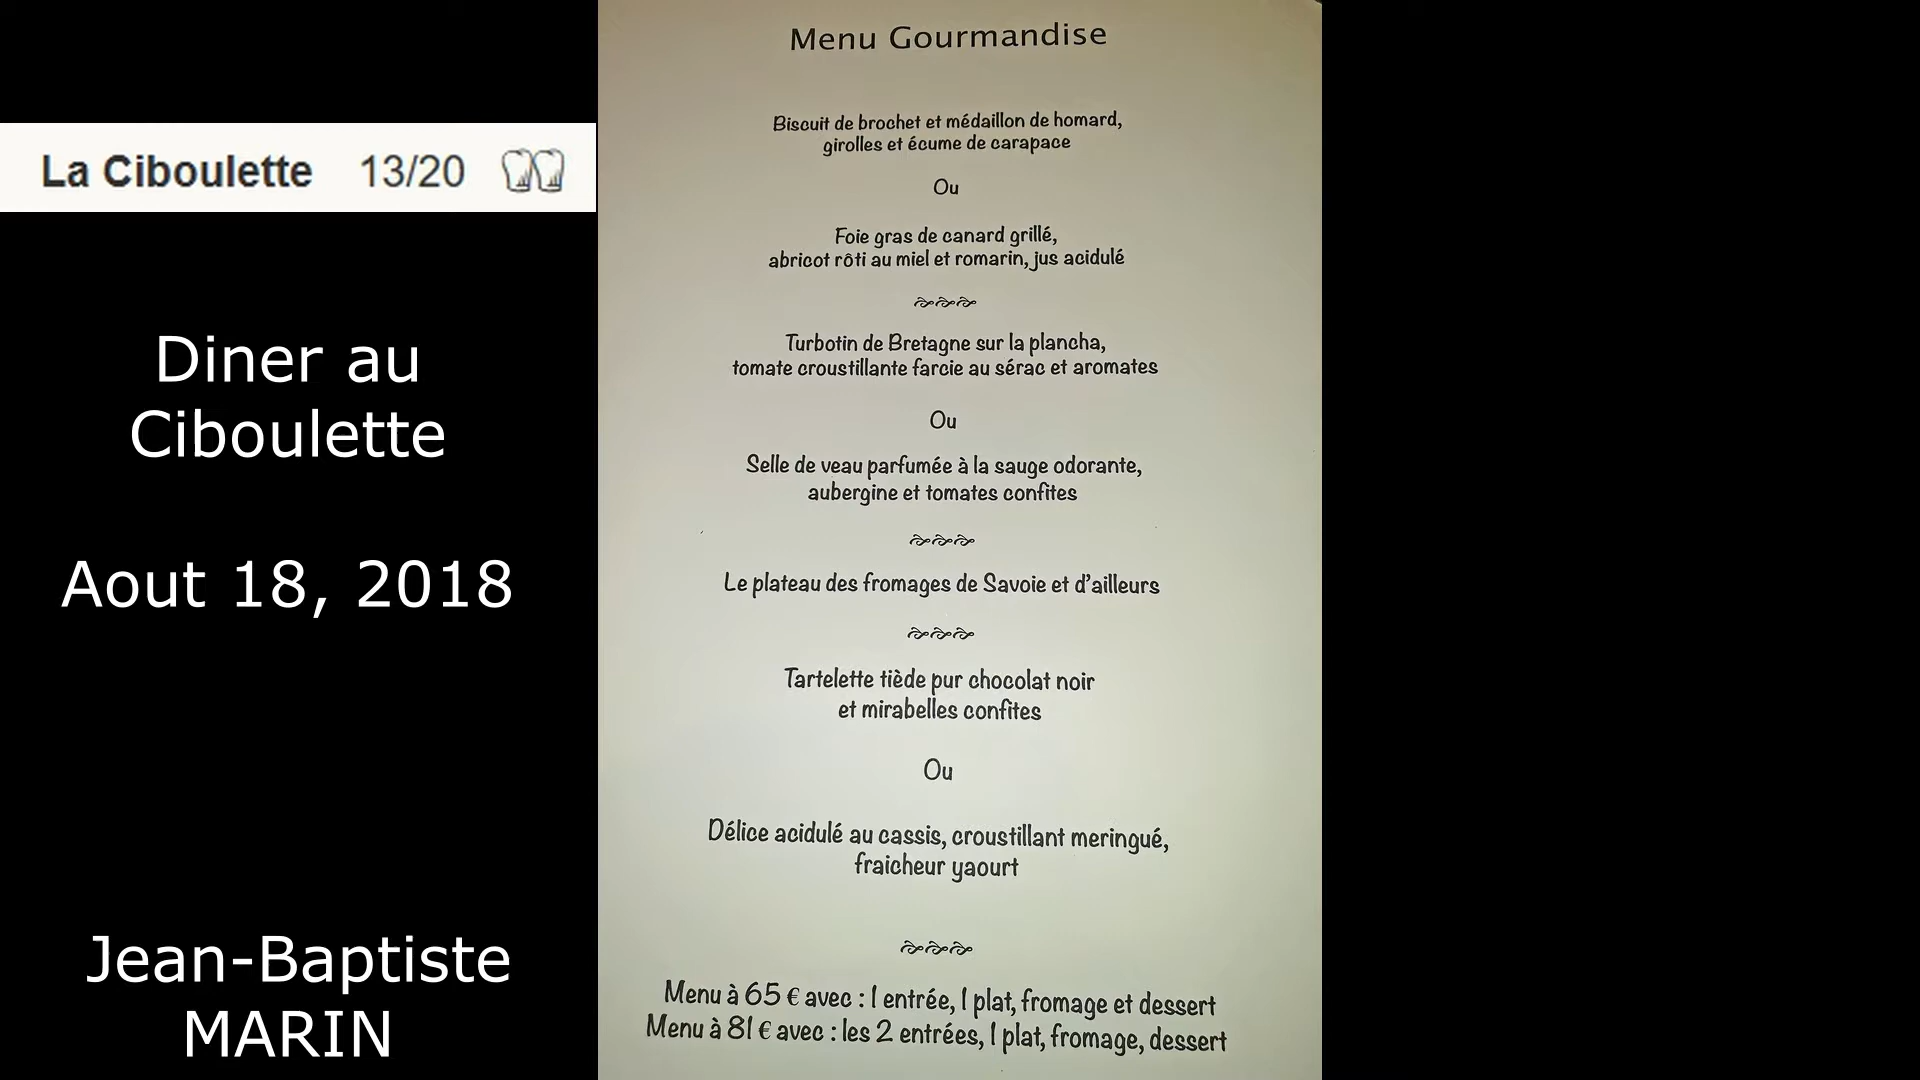 La Ciboulette 13/20
Diner au
Ciboulette
Aout 18, 2018
Jean-Baptiste
MARIN
Menu Gourmandise
Biscuit de brochet et médaillon de homard,
girolles et écume de carapace
Ou
Foie gras de canard grillé,
abricot rôti au miel et romarin, jus acidulé
Turbotin de Bretagne sur la plancha,
tomate croustillante farcie au sérac et aromates
Ou
Selle de veau parfumée à la sauge odorante,
aubergine et tomates confites
Le plateau des fromages de Savoie et d'ailleurs
Tartelette tiède pur chocolat noir
et mirabelles confites
Ou
Délice acidulé au cassis, croustillant meringué,
fraicheur yaourt
Menu à 65 € avec : 1 entrée, 1 plat, fromage et dessert
Menu à 81 € avec : les 2 entrées, 1 plat, fromage, dessert